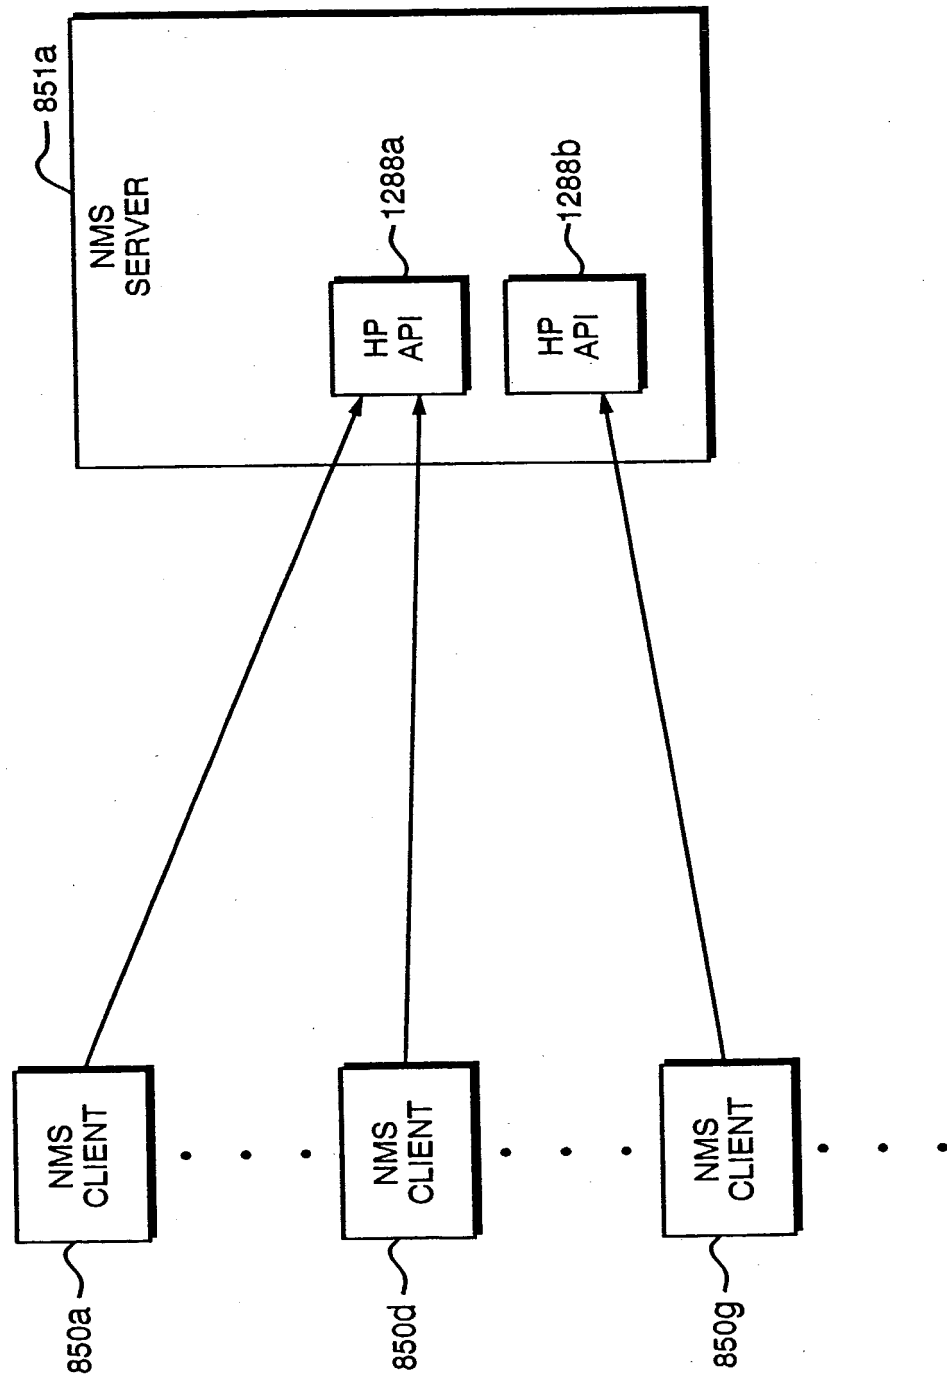 850a
NMS
CLIENT
850d
NMS
CLIENT
850g
NMS
CLIENT
NMS
SERVER
851a
HP
API
1288a
HP
API
1288b